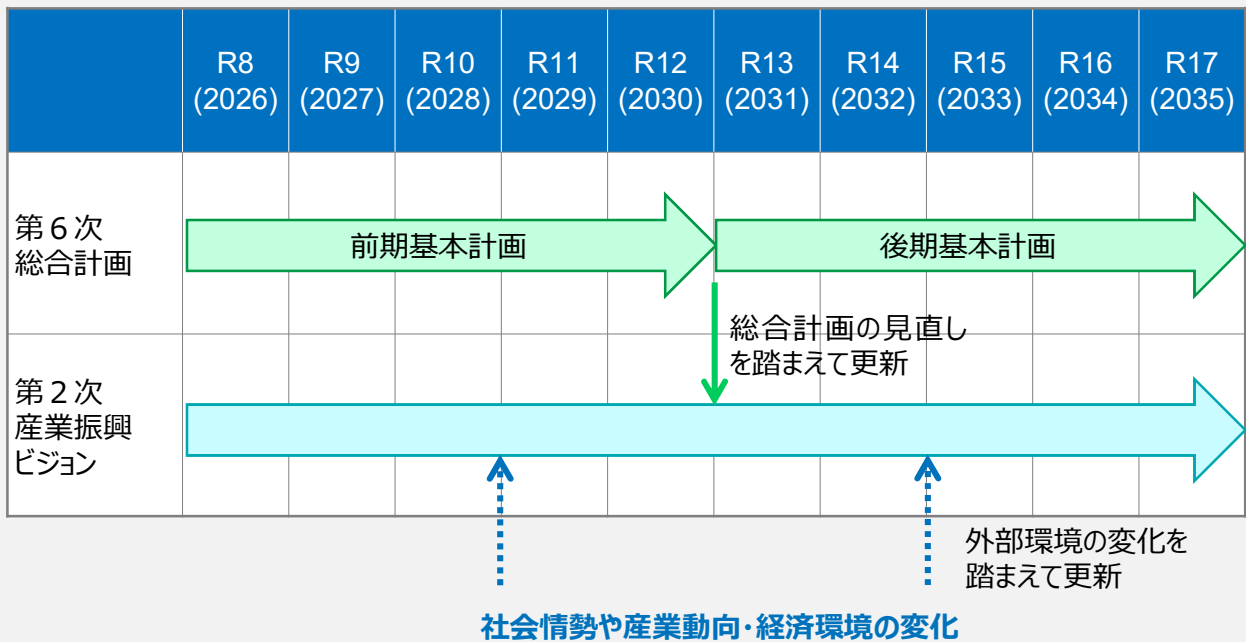 R8
(2026)
R9
(2027)
R10
(2028)
R11
(2029)
R12
(2030)
R13
(2031)
R14
(2032)
R15
(2033)
R16
(2034)
R17
(2035)
第６次
総合計画
前期基本計画
後期基本計画
総合計画の見直し
を踏まえて更新
第２次
産業振興
ビジョン
外部環境の変化を
踏まえて更新
社会情勢や産業動向・経済環境の変化